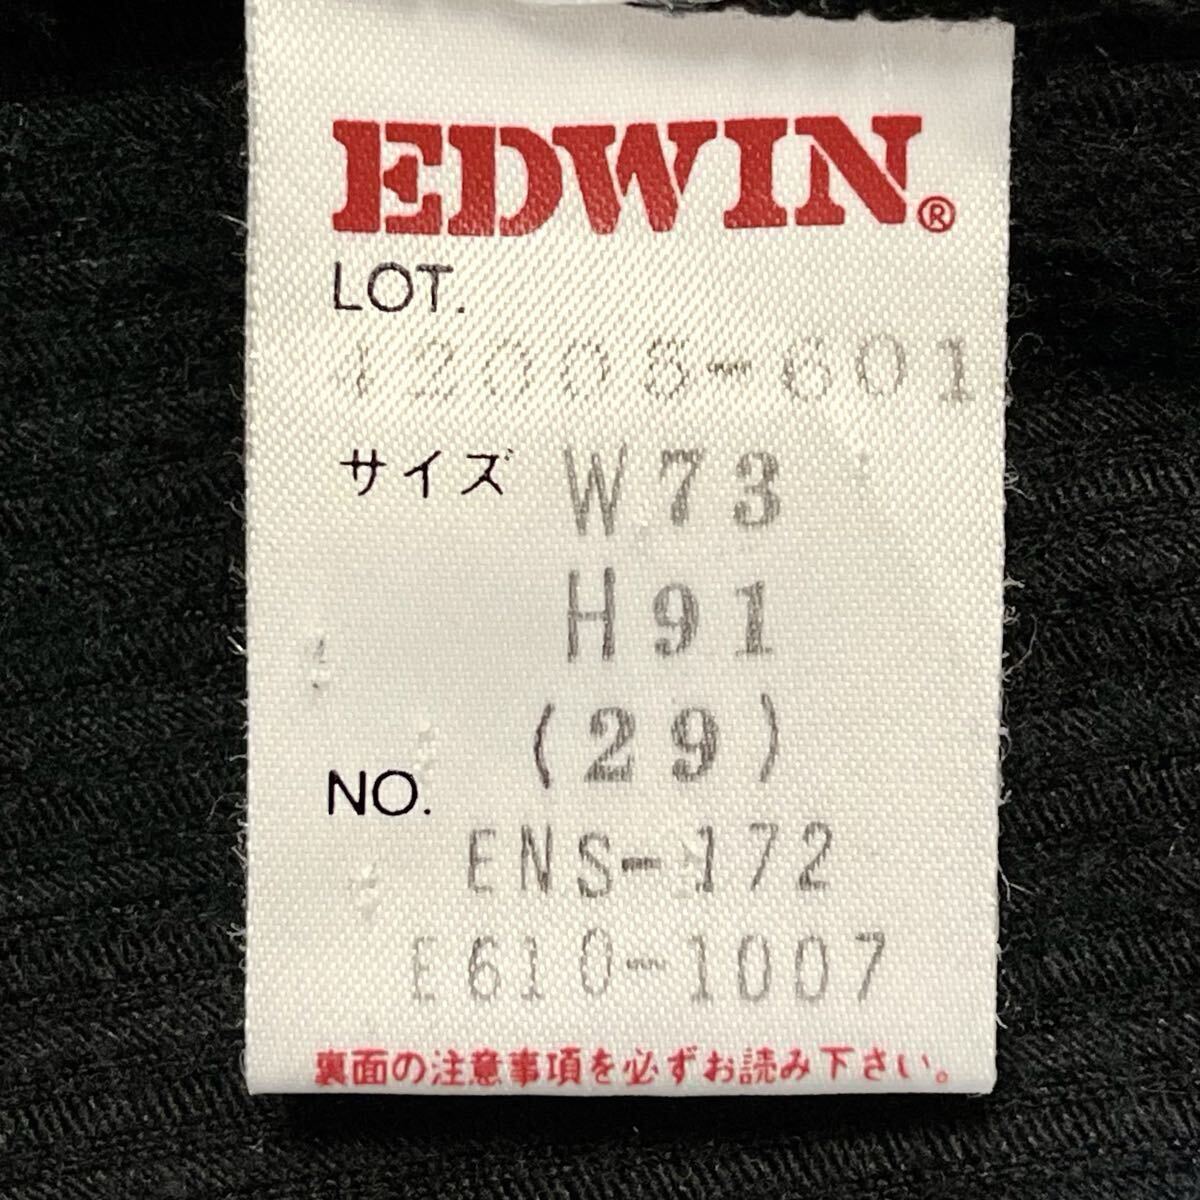 EDWIN®
LOT.
42008-601
サイズ W73
H91
(29)
NO.
ENS-172
E610-1007
裏面の注意事項を必ずお読み下さい。